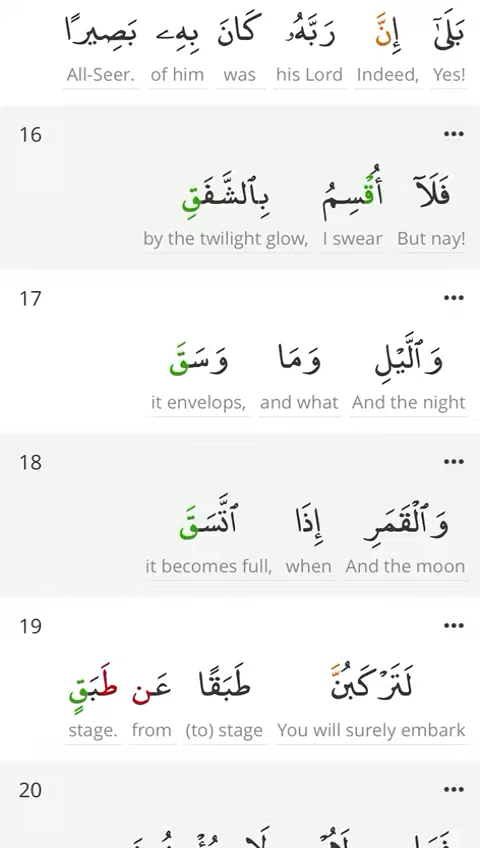 بَلَىٰٓ إِنَّ رَبَّهُۥ كَانَ بِهِۦ بَصِيرًا
Yes! Indeed, his Lord was of him All-Seer.
16 •••
فَلَآ أُقْسِمُ بِٱلشَّفَقِ
But nay! I swear by the twilight glow,
17 •••
وَٱلَّيْلِ وَمَا وَسَقَ
And the night and what it envelops,
18 •••
وَٱلْقَمَرِ إِذَا ٱتَّسَقَ
And the moon when it becomes full,
19 •••
لَتَرْكَبُنَّ طَبَقًا عَن طَبَقٍ
You will surely embark (to) stage from stage.
20 •••